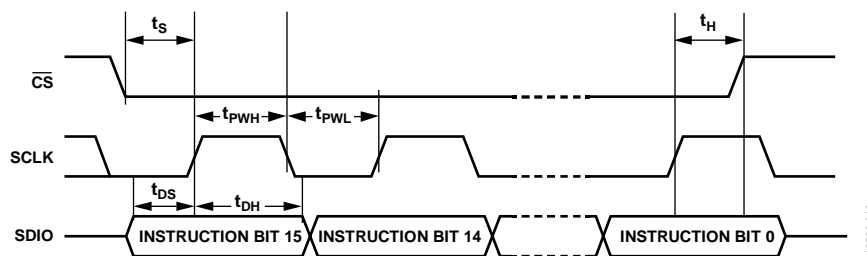 tS
tH
CS
tPWH
tPWL
SCLK
tDS
tDH
SDIO
INSTRUCTION BIT 15
INSTRUCTION BIT 14
INSTRUCTION BIT 0